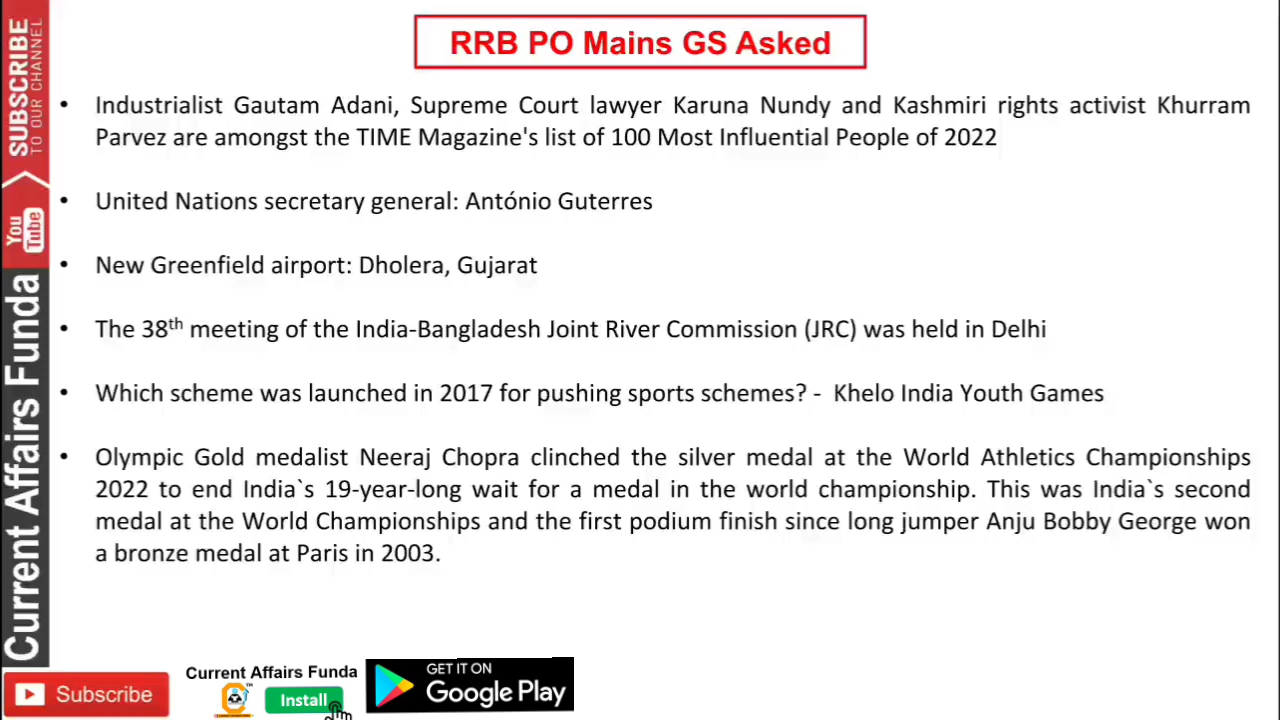 RRB PO Mains GS Asked
• Industrialist Gautam Adani, Supreme Court lawyer Karuna Nundy and Kashmiri rights activist Khurram
Parvez are amongst the TIME Magazine's list of 100 Most Influential People of 2022
• United Nations secretary general: António Guterres
• New Greenfield airport: Dholera, Gujarat
• The 38th meeting of the India-Bangladesh Joint River Commission (JRC) was held in Delhi
• Which scheme was launched in 2017 for pushing sports schemes? - Khelo India Youth Games
• Olympic Gold medalist Neeraj Chopra clinched the silver medal at the World Athletics Championships
2022 to end India`s 19-year-long wait for a medal in the world championship. This was India`s second
medal at the World Championships and the first podium finish since long jumper Anju Bobby George won
a bronze medal at Paris in 2003.
SUBSCRIBE
TO OUR CHANNEL
You
Tube
Current Affairs Funda
Subscribe
Current Affairs Funda
Install
GET IT ON
Google Play